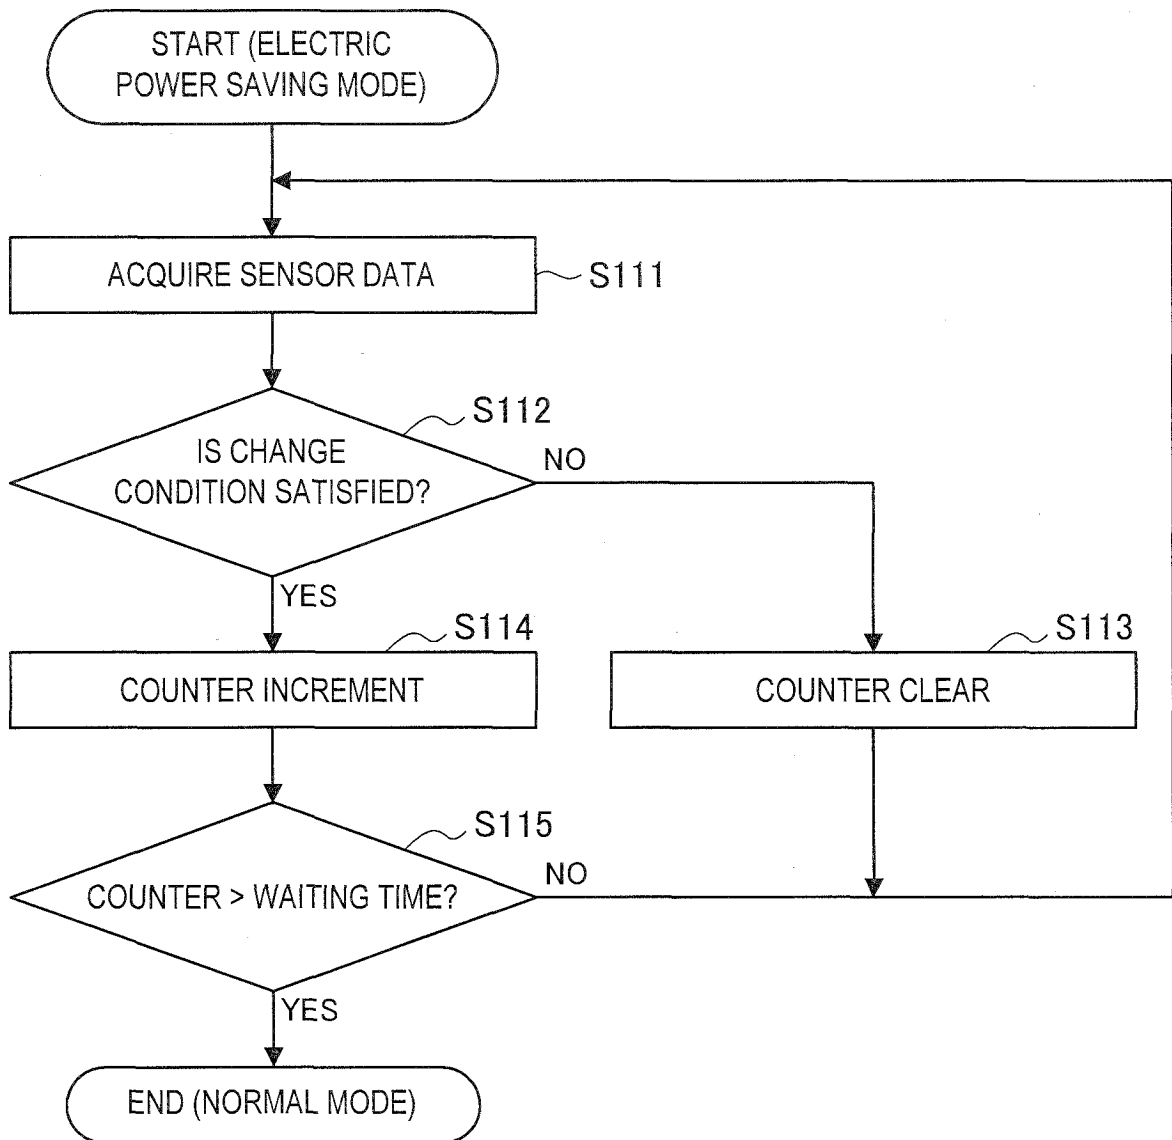 START (ELECTRIC
POWER SAVING MODE)
ACQUIRE SENSOR DATA
S111
S112
IS CHANGE
CONDITION SATISFIED?
NO
YES
S114
S113
COUNTER INCREMENT
COUNTER CLEAR
S115
COUNTER > WAITING TIME?
NO
YES
END (NORMAL MODE)